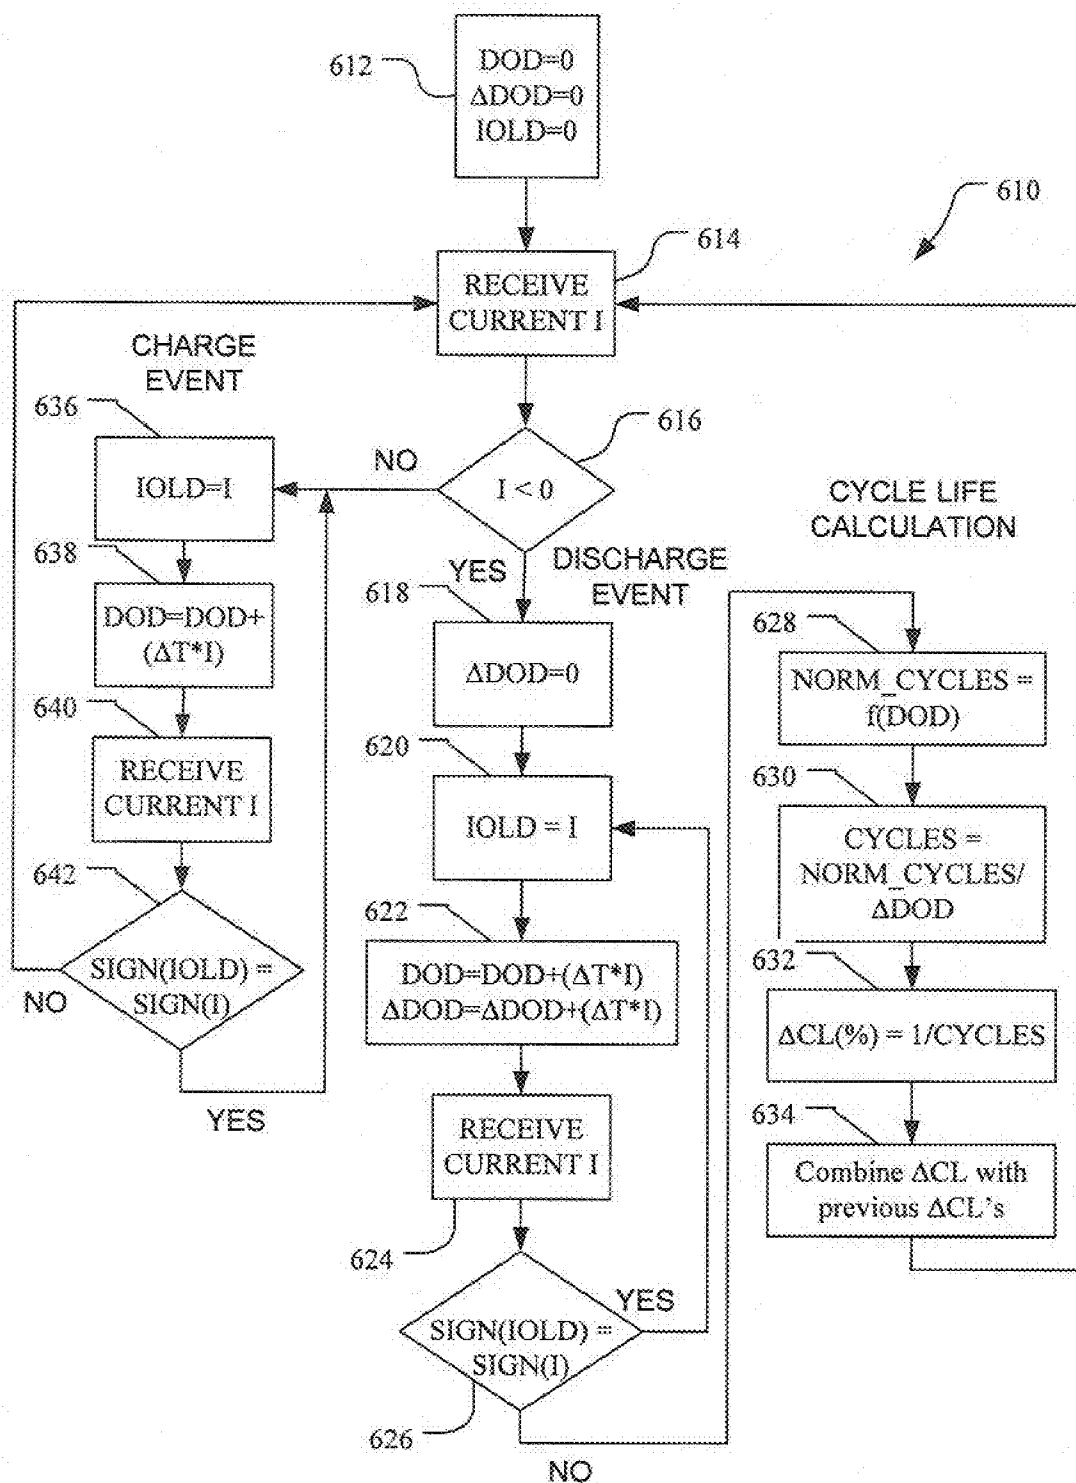 612
DOD=0
ΔDOD=0
IOLD=0
610
614
RECEIVE
CURRENT I
CHARGE
EVENT
636
IOLD=I
638
DOD=DOD+
(ΔT*I)
640
RECEIVE
CURRENT I
642
SIGN(IOLD) =
SIGN(I)
NO
YES
616
NO
I < 0
YES
DISCHARGE
EVENT
618
ΔDOD=0
620
IOLD = I
622
DOD=DOD+(ΔT*I)
ΔDOD=ΔDOD+(ΔT*I)
RECEIVE
CURRENT I
624
YES
SIGN(IOLD) =
SIGN(I)
626
NO
CYCLE LIFE
CALCULATION
628
NORM_CYCLES =
f(DOD)
630
CYCLES =
NORM_CYCLES/
ΔDOD
632
ΔCL(%) = 1/CYCLES
634
Combine ΔCL with
previous ΔCL's